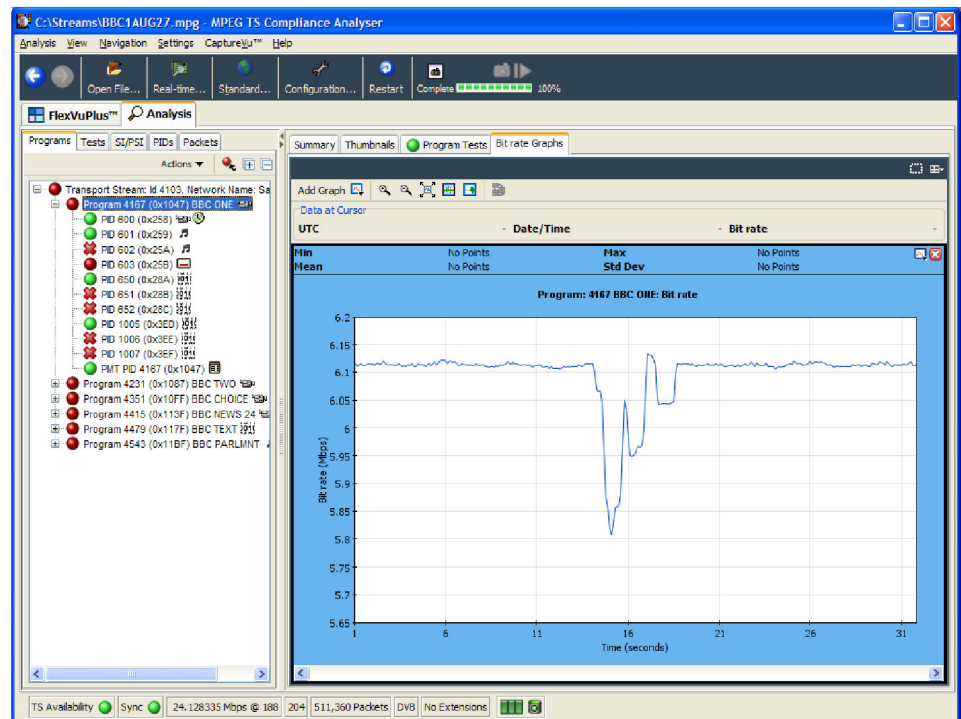 C:\Streams\BBC1AUG27.mpg - MPEG TS Compliance Analyser
Analysis View Navigation Settings CaptureVu™ Help
Open File... Real-time... Standard... Configuration... Restart Complete 100%
FlexVuPlus™ Analysis
Programs Tests SI/PSI PIDs Packets
Actions
Transport Stream: Id 4103, Network Name: Sa
Program 4167 (0x1047) BBC ONE
PID 600 (0x258)
PID 601 (0x259)
PID 602 (0x25A)
PID 603 (0x25B)
PID 650 (0x28A)
PID 651 (0x28B)
PID 652 (0x28C)
PID 1005 (0x3ED)
PID 1006 (0x3EE)
PID 1007 (0x3EF)
PMT PID 4167 (0x1047)
Program 4231 (0x1087) BBC TWO
Program 4351 (0x10FF) BBC CHOICE
Program 4415 (0x113F) BBC NEWS 24
Program 4479 (0x117F) BBC TEXT
Program 4543 (0x11BF) BBC PARLMNT
Summary Thumbnails Program Tests Bit rate Graphs
Add Graph
Data at Cursor
UTC - Date/Time - Bit rate -
Min No Points Max No Points
Mean No Points Std Dev No Points
Program: 4167 BBC ONE: Bit rate
6.2
6.15
6.1
6.05
6
5.95
5.9
5.85
5.8
5.75
5.7
5.65
Bit rate (Mbps)
1 6 11 16 21 26 31
Time (seconds)
TS Availability Sync 24.128335 Mbps @ 188 204 511,360 Packets DVB No Extensions